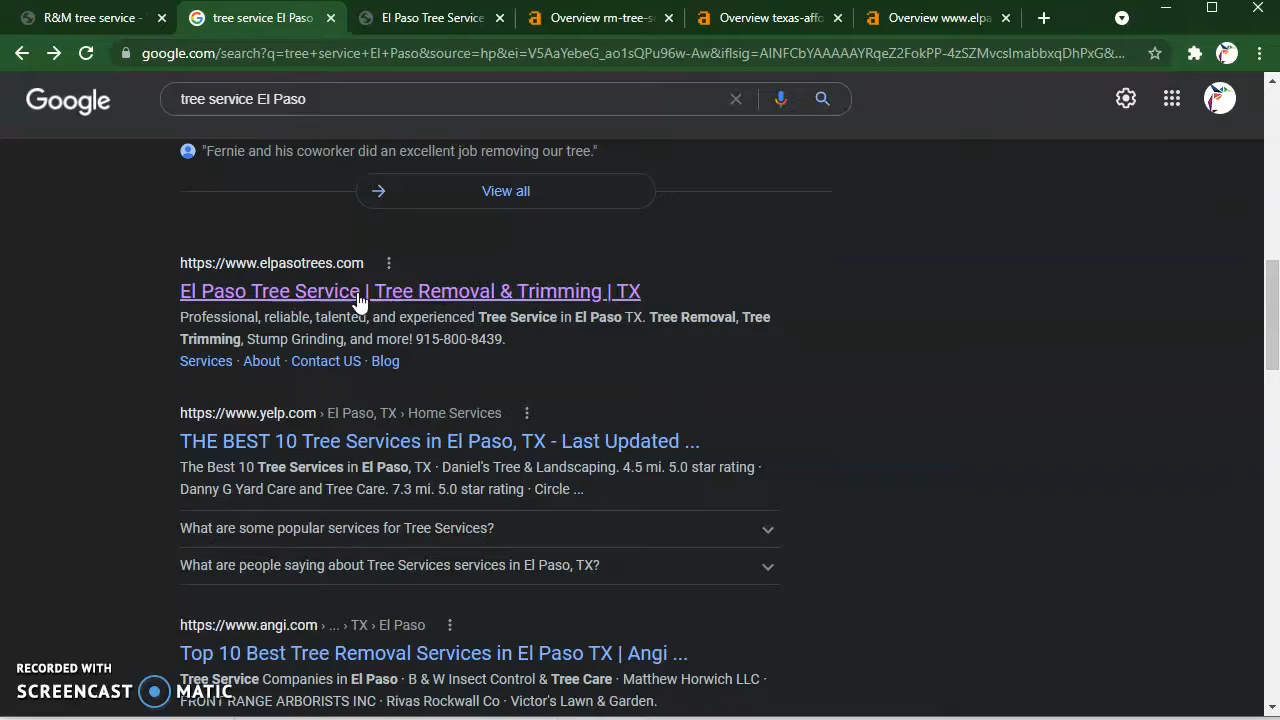 R&M tree service -
tree service El Paso
El Paso Tree Service
Overview rm-tree-s
Overview texas-affo
Overview www.elpa
google.com/search?q=tree+service+El+Paso&source=hp&ei=V5AaYebeG_ao1sQPu96w-Aw&iflsig=AINFCbYAAAAAYRqeZ2FokPP-4zSZMvcsImabbxqDhPxG&...
Google
tree service El Paso
"Fernie and his coworker did an excellent job removing our tree."
View all
https://www.elpasotrees.com
El Paso Tree Service | Tree Removal & Trimming | TX
Professional, reliable, talented, and experienced Tree Service in El Paso TX. Tree Removal, Tree
Trimming, Stump Grinding, and more! 915-800-8439.
Services · About · Contact US · Blog
https://www.yelp.com › El Paso, TX › Home Services
THE BEST 10 Tree Services in El Paso, TX - Last Updated ...
The Best 10 Tree Services in El Paso, TX · Daniel's Tree & Landscaping. 4.5 mi. 5.0 star rating ·
Danny G Yard Care and Tree Care. 7.3 mi. 5.0 star rating · Circle ...
What are some popular services for Tree Services?
What are people saying about Tree Services services in El Paso, TX?
https://www.angi.com › ... › TX › El Paso
Top 10 Best Tree Removal Services in El Paso TX | Angi ...
Tree Service Companies in El Paso · B & W Insect Control & Tree Care · Matthew Horwich LLC ·
FRONT RANGE ARBORISTS INC · Rivas Rockwall Co · Victor's Lawn & Garden.
RECORDED WITH
SCREENCAST MATIC